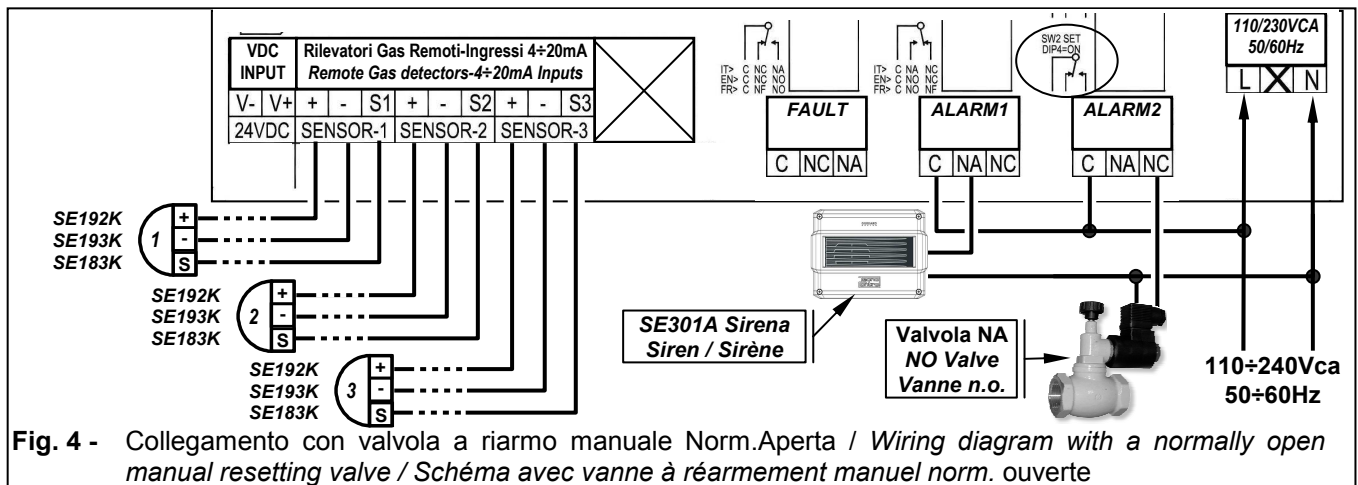 VDC INPUT
Rilevatori Gas Remoti-Ingressi 4÷20mA
Remote Gas detectors-4÷20mA Inputs
V- V+ + - S1 + - S2 + - S3
24VDC SENSOR-1 SENSOR-2 SENSOR-3
IT> C NC NA
EN> C NC NO
FR> C NF NO
FAULT
C NC NA
IT> C NA NC
EN> C NO NC
FR> C NO NF
ALARM1
C NA NC
SW2 SET
DIP4=ON
ALARM2
C NA NC
110/230VCA
50/60Hz
L X N
SE192K
SE193K
SE183K
1
+
-
S
SE192K
SE193K
SE183K
2
+
-
S
SE192K
SE193K
SE183K
3
+
-
S
SE301A Sirena
Siren / Sirène
Valvola NA
NO Valve
Vanne n.o.
110÷240Vca
50÷60Hz
Fig. 4 - Collegamento con valvola a riarmo manuale Norm.Aperta / Wiring diagram with a normally open
manual resetting valve / Schéma avec vanne à réarmement manuel norm. ouverte